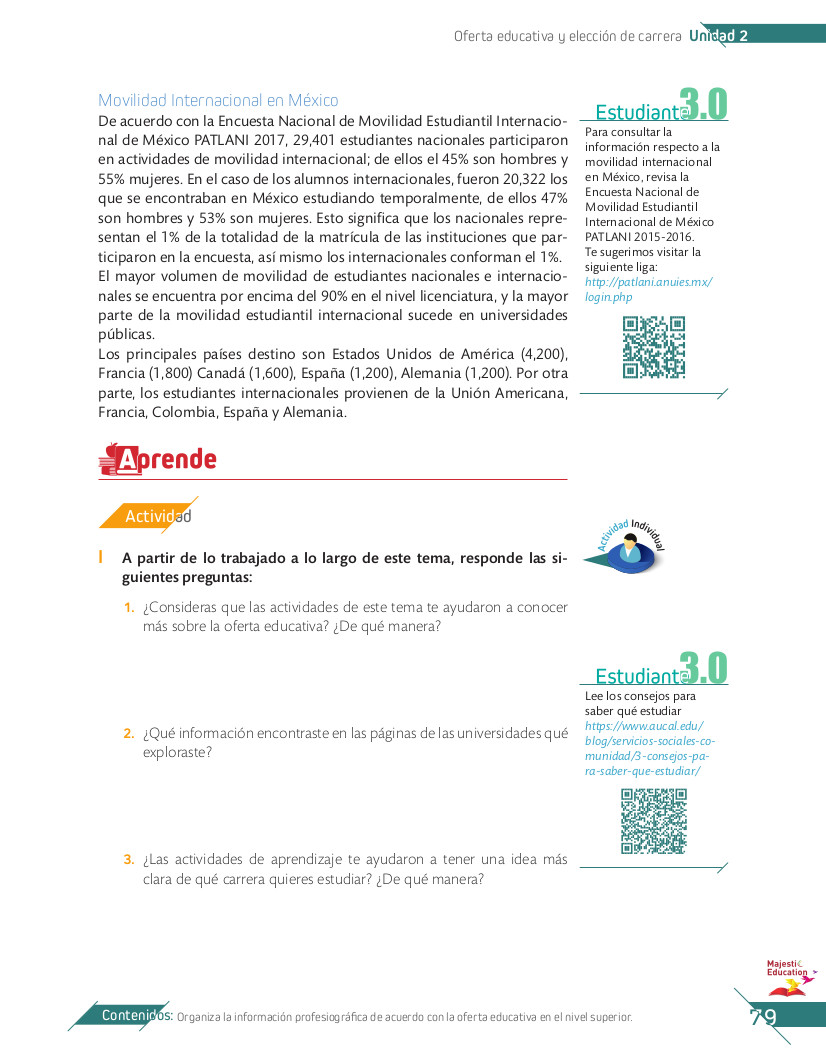 Oferta educativa y elección de carrera Unidad 2
Movilidad Internacional en México
De acuerdo con la Encuesta Nacional de Movilidad Estudiantil Internacio-
nal de México PATLANI 2017, 29,401 estudiantes nacionales participaron
en actividades de movilidad internacional; de ellos el 45% son hombres y
55% mujeres. En el caso de los alumnos internacionales, fueron 20,322 los
que se encontraban en México estudiando temporalmente, de ellos 47%
son hombres y 53% son mujeres. Esto significa que los nacionales repre-
sentan el 1% de la totalidad de la matrícula de las instituciones que par-
ticiparon en la encuesta, así mismo los internacionales conforman el 1%.
El mayor volumen de movilidad de estudiantes nacionales e internacio-
nales se encuentra por encima del 90% en el nivel licenciatura, y la mayor
parte de la movilidad estudiantil internacional sucede en universidades
públicas.
Los principales países destino son Estados Unidos de América (4,200),
Francia (1,800) Canadá (1,600), España (1,200), Alemania (1,200). Por otra
parte, los estudiantes internacionales provienen de la Unión Americana,
Francia, Colombia, España y Alemania.
Estudiante 3.0
Para consultar la
información respecto a la
movilidad internacional
en México, revisa la
Encuesta Nacional de
Movilidad Estudiantil
Internacional de México
PATLANI 2015-2016.
Te sugerimos visitar la
siguiente liga:
http://patlani.anuies.mx/
login.php
Aprende
Actividad
Actividad Individual
I A partir de lo trabajado a lo largo de este tema, responde las si-
guientes preguntas:
1. ¿Consideras que las actividades de este tema te ayudaron a conocer
más sobre la oferta educativa? ¿De qué manera?
2. ¿Qué información encontraste en las páginas de las universidades qué
exploraste?
3. ¿Las actividades de aprendizaje te ayudaron a tener una idea más
clara de qué carrera quieres estudiar? ¿De qué manera?
Estudiante 3.0
Lee los consejos para
saber qué estudiar
https://www.aucal.edu/
blog/servicios-sociales-co-
munidad/3-consejos-pa-
ra-saber-que-estudiar/
Majestic
Education
Contenidos: Organiza la información profesiográfica de acuerdo con la oferta educativa en el nivel superior.
79